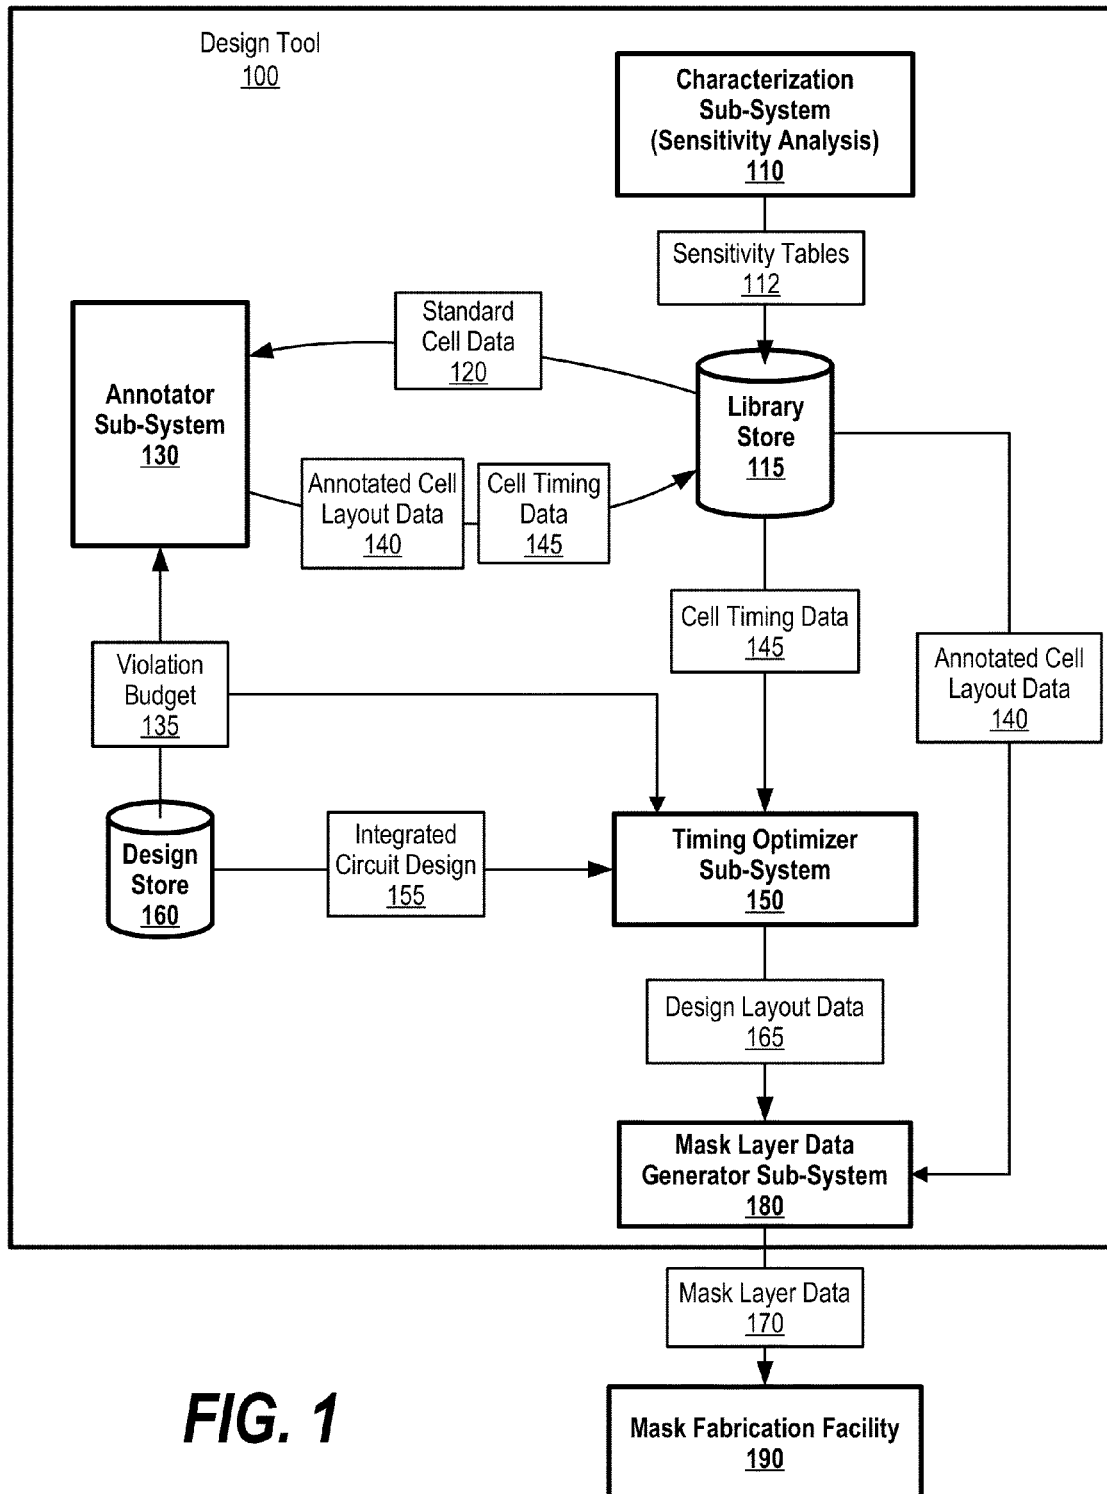 Design Tool
100
Characterization
Sub-System
(Sensitivity Analysis)
110
Sensitivity Tables
112
Standard
Cell Data
120
Annotator
Sub-System
130
Library
Store
115
Annotated Cell
Layout Data
140
Cell Timing
Data
145
Cell Timing Data
145
Annotated Cell
Layout Data
140
Violation
Budget
135
Design
Store
160
Integrated
Circuit Design
155
Timing Optimizer
Sub-System
150
Design Layout Data
165
Mask Layer Data
Generator Sub-System
180
Mask Layer Data
170
Mask Fabrication Facility
190
FIG. 1